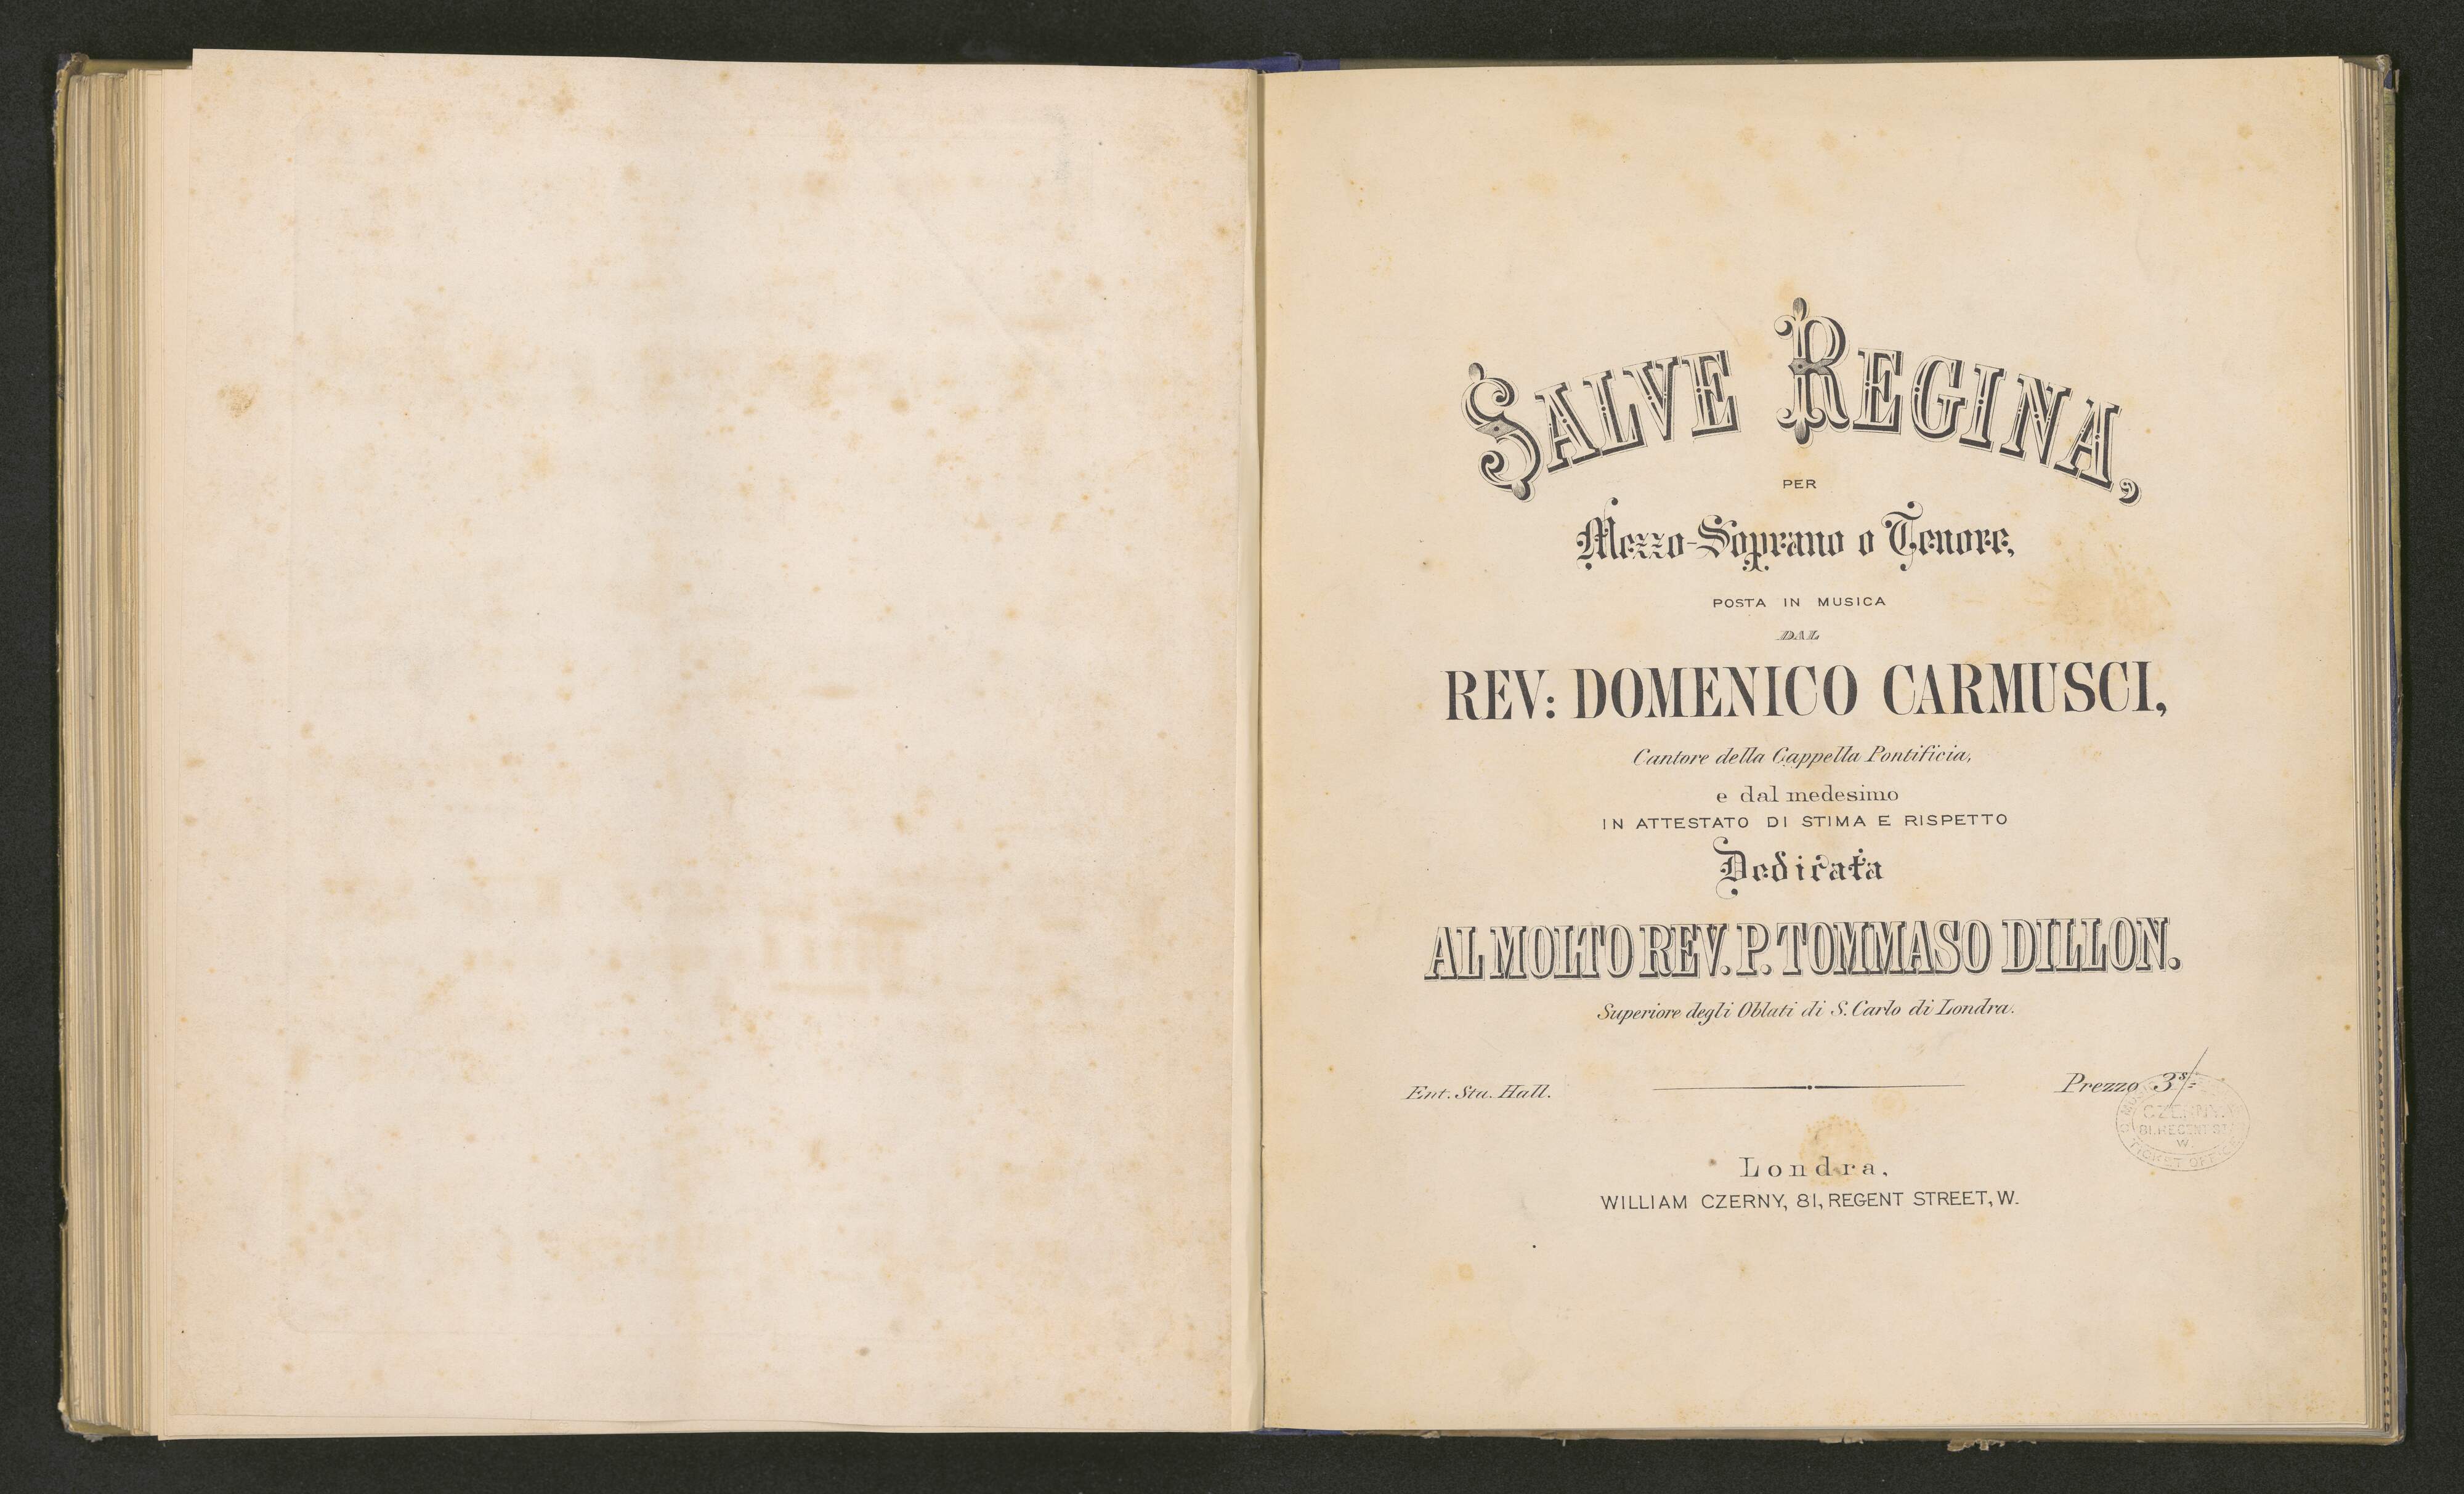 SALVE REGINA,
PER
Mezzo-Soprano o Tenore,
POSTA IN MUSICA
DAL
REV: DOMENICO CARMUSCI,
Cantore della Cappella Pontificia,
e dal medesimo
IN ATTESTATO DI STIMA E RISPETTO
Dedicata
AL MOLTO REV. P. TOMMASO DILLON.
Superiore degli Oblati di S. Carlo di Londra.
Ent. Sta. Hall.
Prezzo 3s/=
CZERNY.
81, REGENT ST.
W.
TICKET OFFICE
Londra,
WILLIAM CZERNY, 81, REGENT STREET, W.